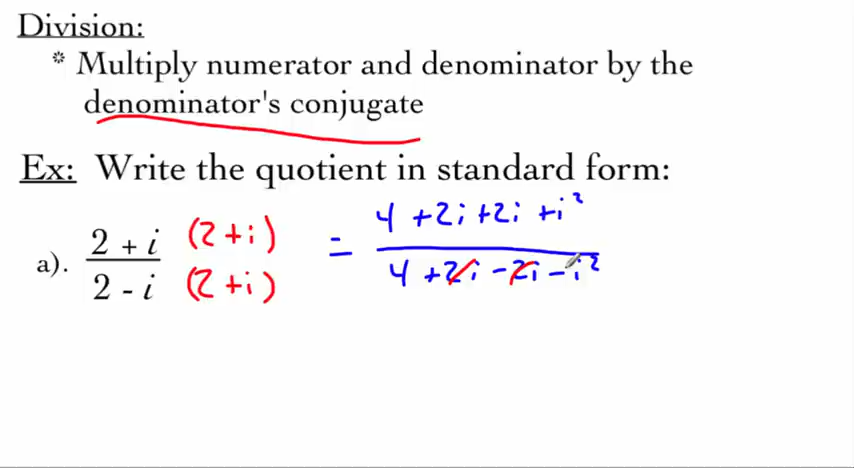 Division:
* Multiply numerator and denominator by the
denominator's conjugate
Ex: Write the quotient in standard form:
a). 2 + i (2 + i) = 4 + 2i + 2i + i²
2 - i (2 + i) 4 + 2i - 2i - i²